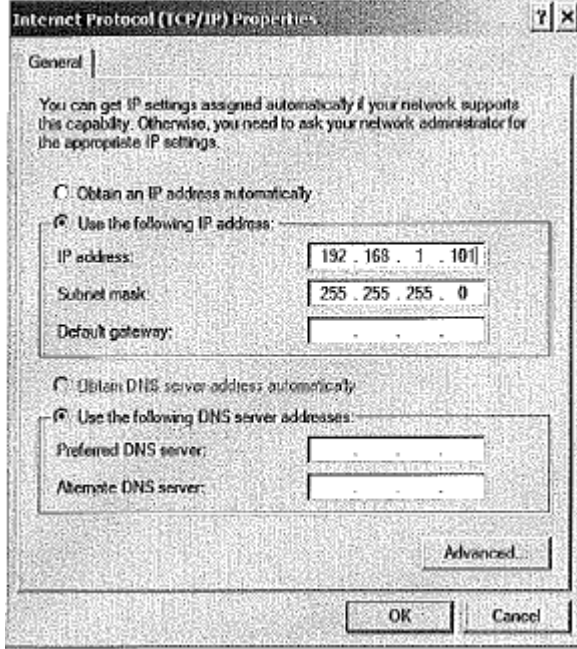 Internet Protocol (TCP/IP) Properties ? ×
General
You can get IP settings assigned automatically if your network supports
this capability. Otherwise, you need to ask your network administrator for
the appropriate IP settings.
Obtain an IP address automatically
Use the following IP address:
IP address: 192 . 168 . 1 . 101
Subnet mask: 255 . 255 . 255 . 0
Default gateway: . . .
Obtain DNS server address automatically
Use the following DNS server addresses:
Preferred DNS server: . . .
Alternate DNS server: . . .
Advanced...
OK Cancel